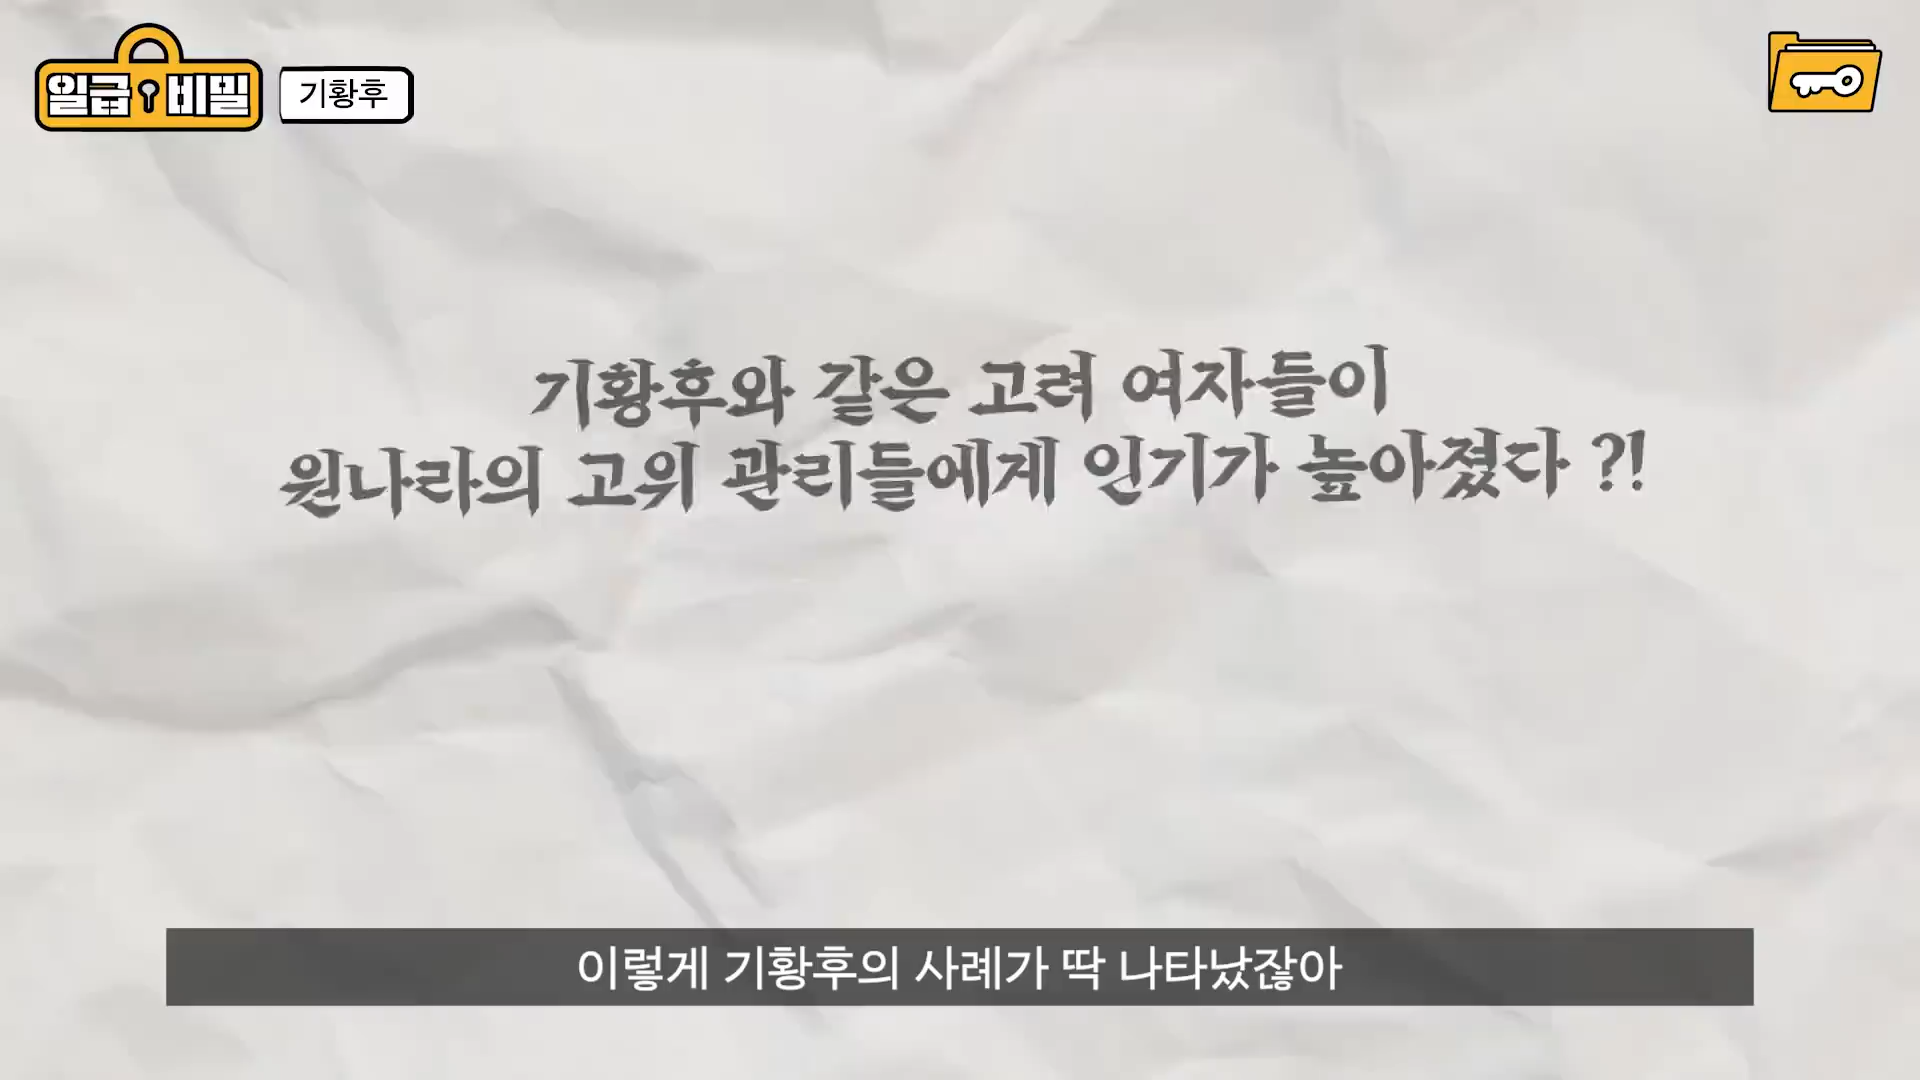 일급비밀
기황후
기황후와 같은 고려 여자들이
원나라의 고위 관리들에게 인기가 높아졌다 ?!
이렇게 기황후의 사례가 딱 나타났잖아